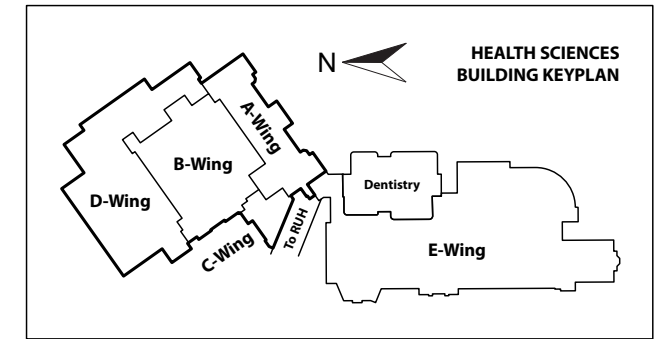 N
HEALTH SCIENCES
BUILDING KEYPLAN
A-Wing
B-Wing
D-Wing
C-Wing
To RUH
Dentistry
E-Wing